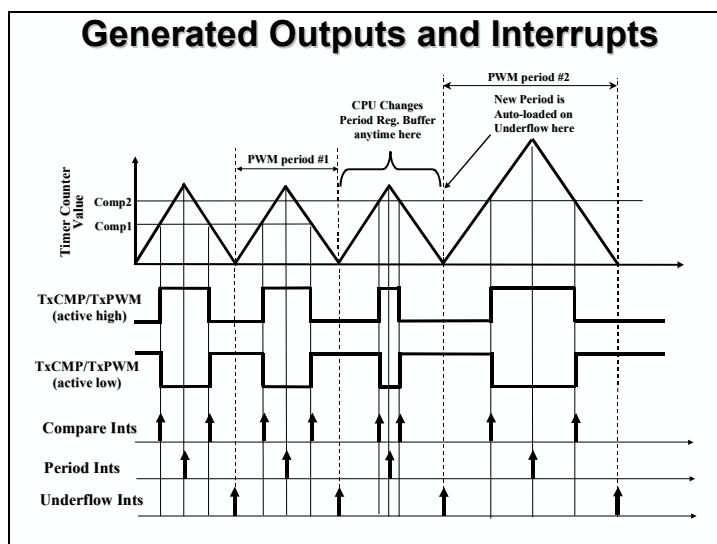 Generated Outputs and Interrupts
PWM period #2
CPU Changes
Period Reg. Buffer
anytime here
New Period is
Auto-loaded on
Underflow here
PWM period #1
Timer Counter
Value
Comp2
Comp1
TxCMP/TxPWM
(active high)
TxCMP/TxPWM
(active low)
Compare Ints
Period Ints
Underflow Ints